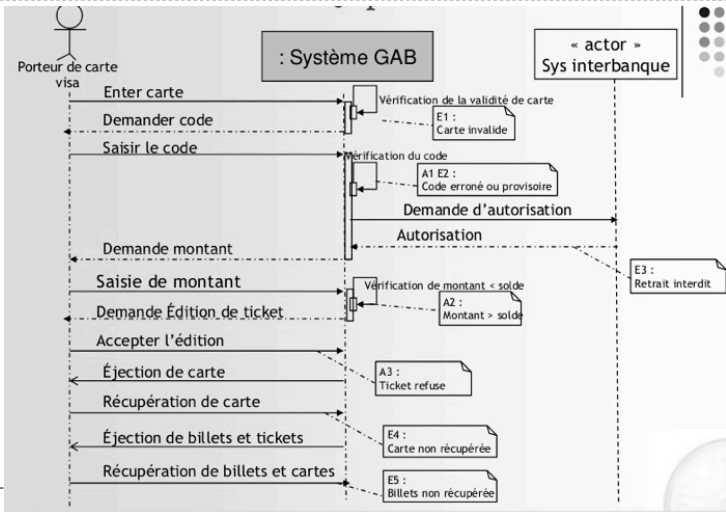 : Système GAB
« actor »
Sys interbanque
Porteur de carte
visa
Enter carte
Vérification de la validité de carte
Demander code
E1 :
Carte invalide
Saisir le code
Vérification du code
A1 E2 :
Code erroné ou provisoire
Demande d'autorisation
Autorisation
Demande montant
E3 :
Retrait interdit
Saisie de montant
Vérification de montant < solde
Demande Édition de ticket
A2 :
Montant > solde
Accepter l'édition
A3 :
Ticket refuse
Éjection de carte
Récupération de carte
E4 :
Carte non récupérée
Éjection de billets et tickets
Récupération de billets et cartes
E5 :
Billets non récupérée